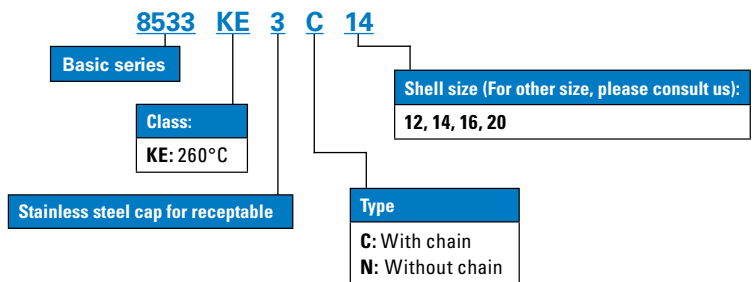 8533 KE 3 C 14
Basic series
Shell size (For other size, please consult us):
12, 14, 16, 20
Class:
KE: 260°C
Stainless steel cap for receptable
Type
C: With chain
N: Without chain